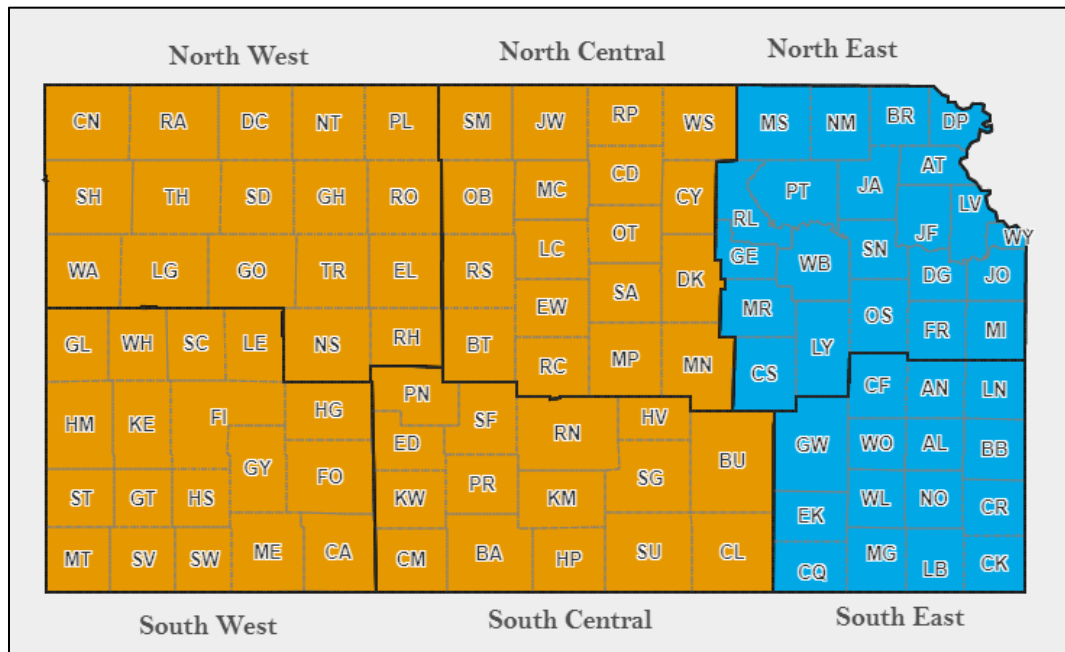 North West
North Central
North East
CN RA DC NT PL SM JW RP WS MS NM BR DP
SH TH SD GH RO OB MC CD CY RL PT JA AT LV
WA LG GO TR EL RS LC OT DK GE WB SN JF WY
DG JO
GL WH SC LE NS RH BT EW SA MR OS FR MI
RC MP MN CS LY
HM KE FI HG PN SF RN HV BU GW CF AN LN
ED WO AL BB
ST GT HS GY FO KW PR KM SG EK WL NO CR
MT SV SW ME CA CM BA HP SU CL CQ MG LB CK
South West
South Central
South East